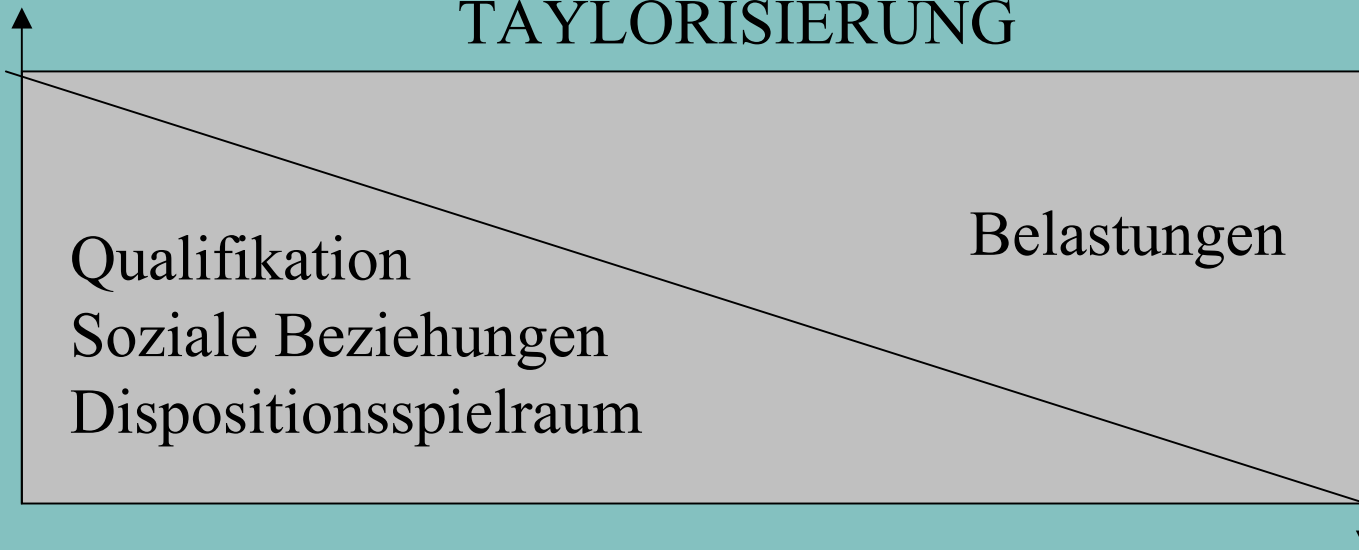 TAYLORISIERUNG
Belastungen
Qualifikation
Soziale Beziehungen
Dispositionsspielraum